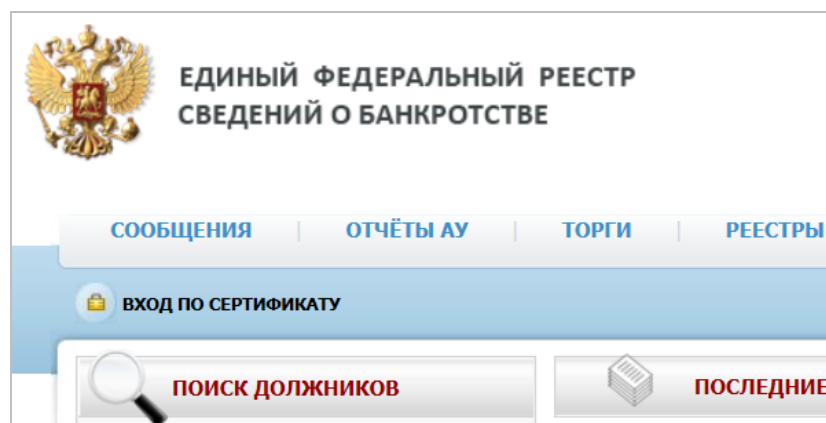 ЕДИНЫЙ ФЕДЕРАЛЬНЫЙ РЕЕСТР
СВЕДЕНИЙ О БАНКРОТСТВЕ
СООБЩЕНИЯ ОТЧЁТЫ АУ ТОРГИ РЕЕСТРЫ
ВХОД ПО СЕРТИФИКАТУ
ПОИСК ДОЛЖНИКОВ ПОСЛЕДНИЕ